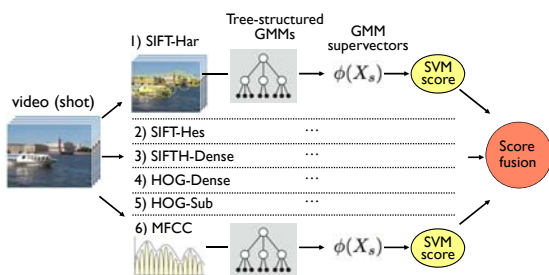 Tree-structured
GMMs
GMM
supervectors
1) SIFT-Har
ϕ(Xₛ)
SVM
score
video (shot)
2) SIFT-Hes ...
3) SIFTH-Dense ...
4) HOG-Dense ...
5) HOG-Sub ...
Score
fusion
6) MFCC
ϕ(Xₛ)
SVM
score